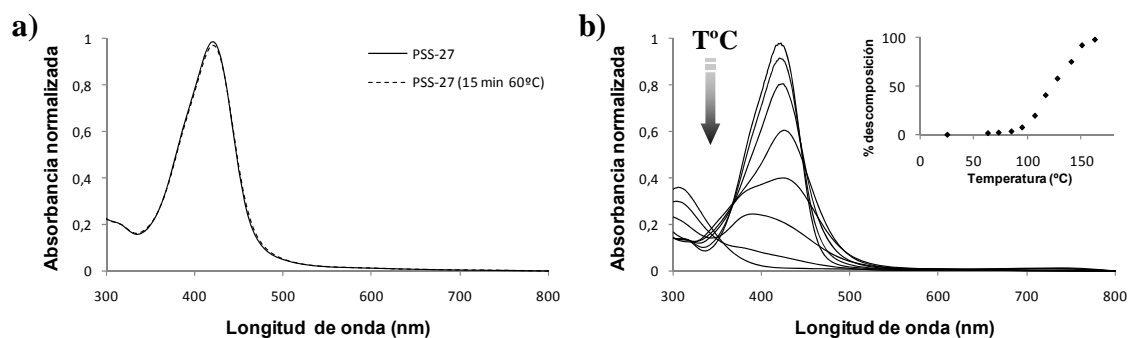 a)
Absorbancia normalizada
1
0,8
0,6
0,4
0,2
0
300 400 500 600 700 800
Longitud de onda (nm)
PSS-27
PSS-27 (15 min 60ºC)
b)
Absorbancia normalizada
1
0,8
0,6
0,4
0,2
0
300 400 500 600 700 800
Longitud de onda (nm)
TºC
% descomposición
100
50
0
0 50 100 150
Temperatura (ºC)